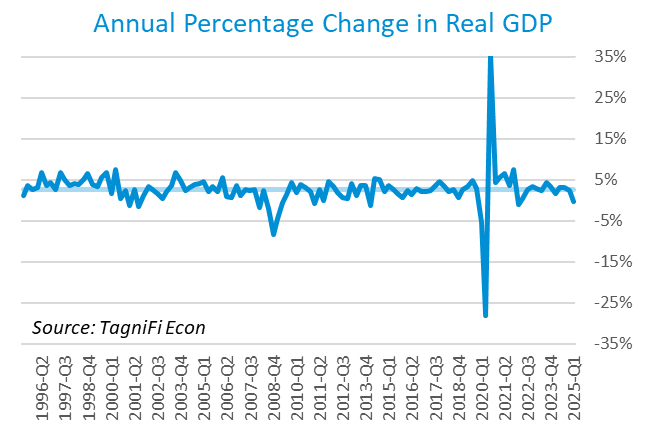 Annual Percentage Change in Real GDP
35%
25%
15%
5%
-5%
-15%
-25%
-35%
Source: TagniFi Econ
1996-Q2
1997-Q3
1998-Q4
2000-Q1
2001-Q2
2002-Q3
2003-Q4
2005-Q1
2006-Q2
2007-Q3
2008-Q4
2010-Q1
2011-Q2
2012-Q3
2013-Q4
2015-Q1
2016-Q2
2017-Q3
2018-Q4
2020-Q1
2021-Q2
2022-Q3
2023-Q4
2025-Q1